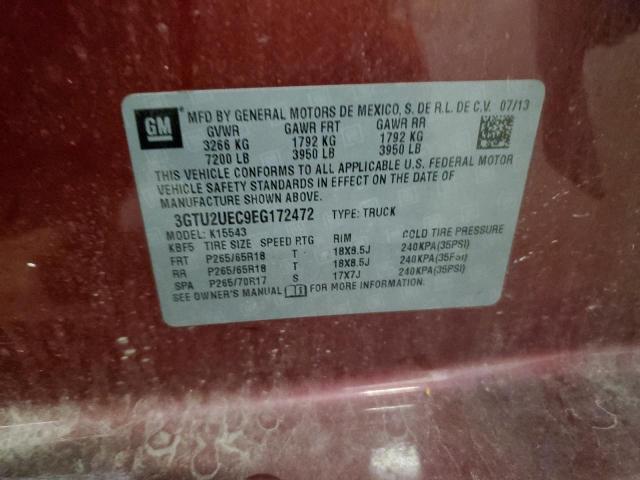 GM
MFD BY GENERAL MOTORS DE MEXICO, S. DE R.L. DE C.V. 07/13
GVWR GAWR FRT GAWR RR
3266 KG 1792 KG 1792 KG
7200 LB 3950 LB 3950 LB
THIS VEHICLE CONFORMS TO ALL APPLICABLE U.S. FEDERAL MOTOR
VEHICLE SAFETY STANDARDS IN EFFECT ON THE DATE OF
MANUFACTURE SHOWN ABOVE.
3GTU2UEC9EG172472 TYPE: TRUCK
MODEL: K15543
KBF5 TIRE SIZE SPEED RTG RIM COLD TIRE PRESSURE
FRT P265/65R18 T 18X8.5J 240KPA(35PSI)
RR P265/65R18 T 18X8.5J 240KPA(35PSI)
SPA P265/70R17 S 17X7J 240KPA(35PSI)
SEE OWNER'S MANUAL FOR MORE INFORMATION.